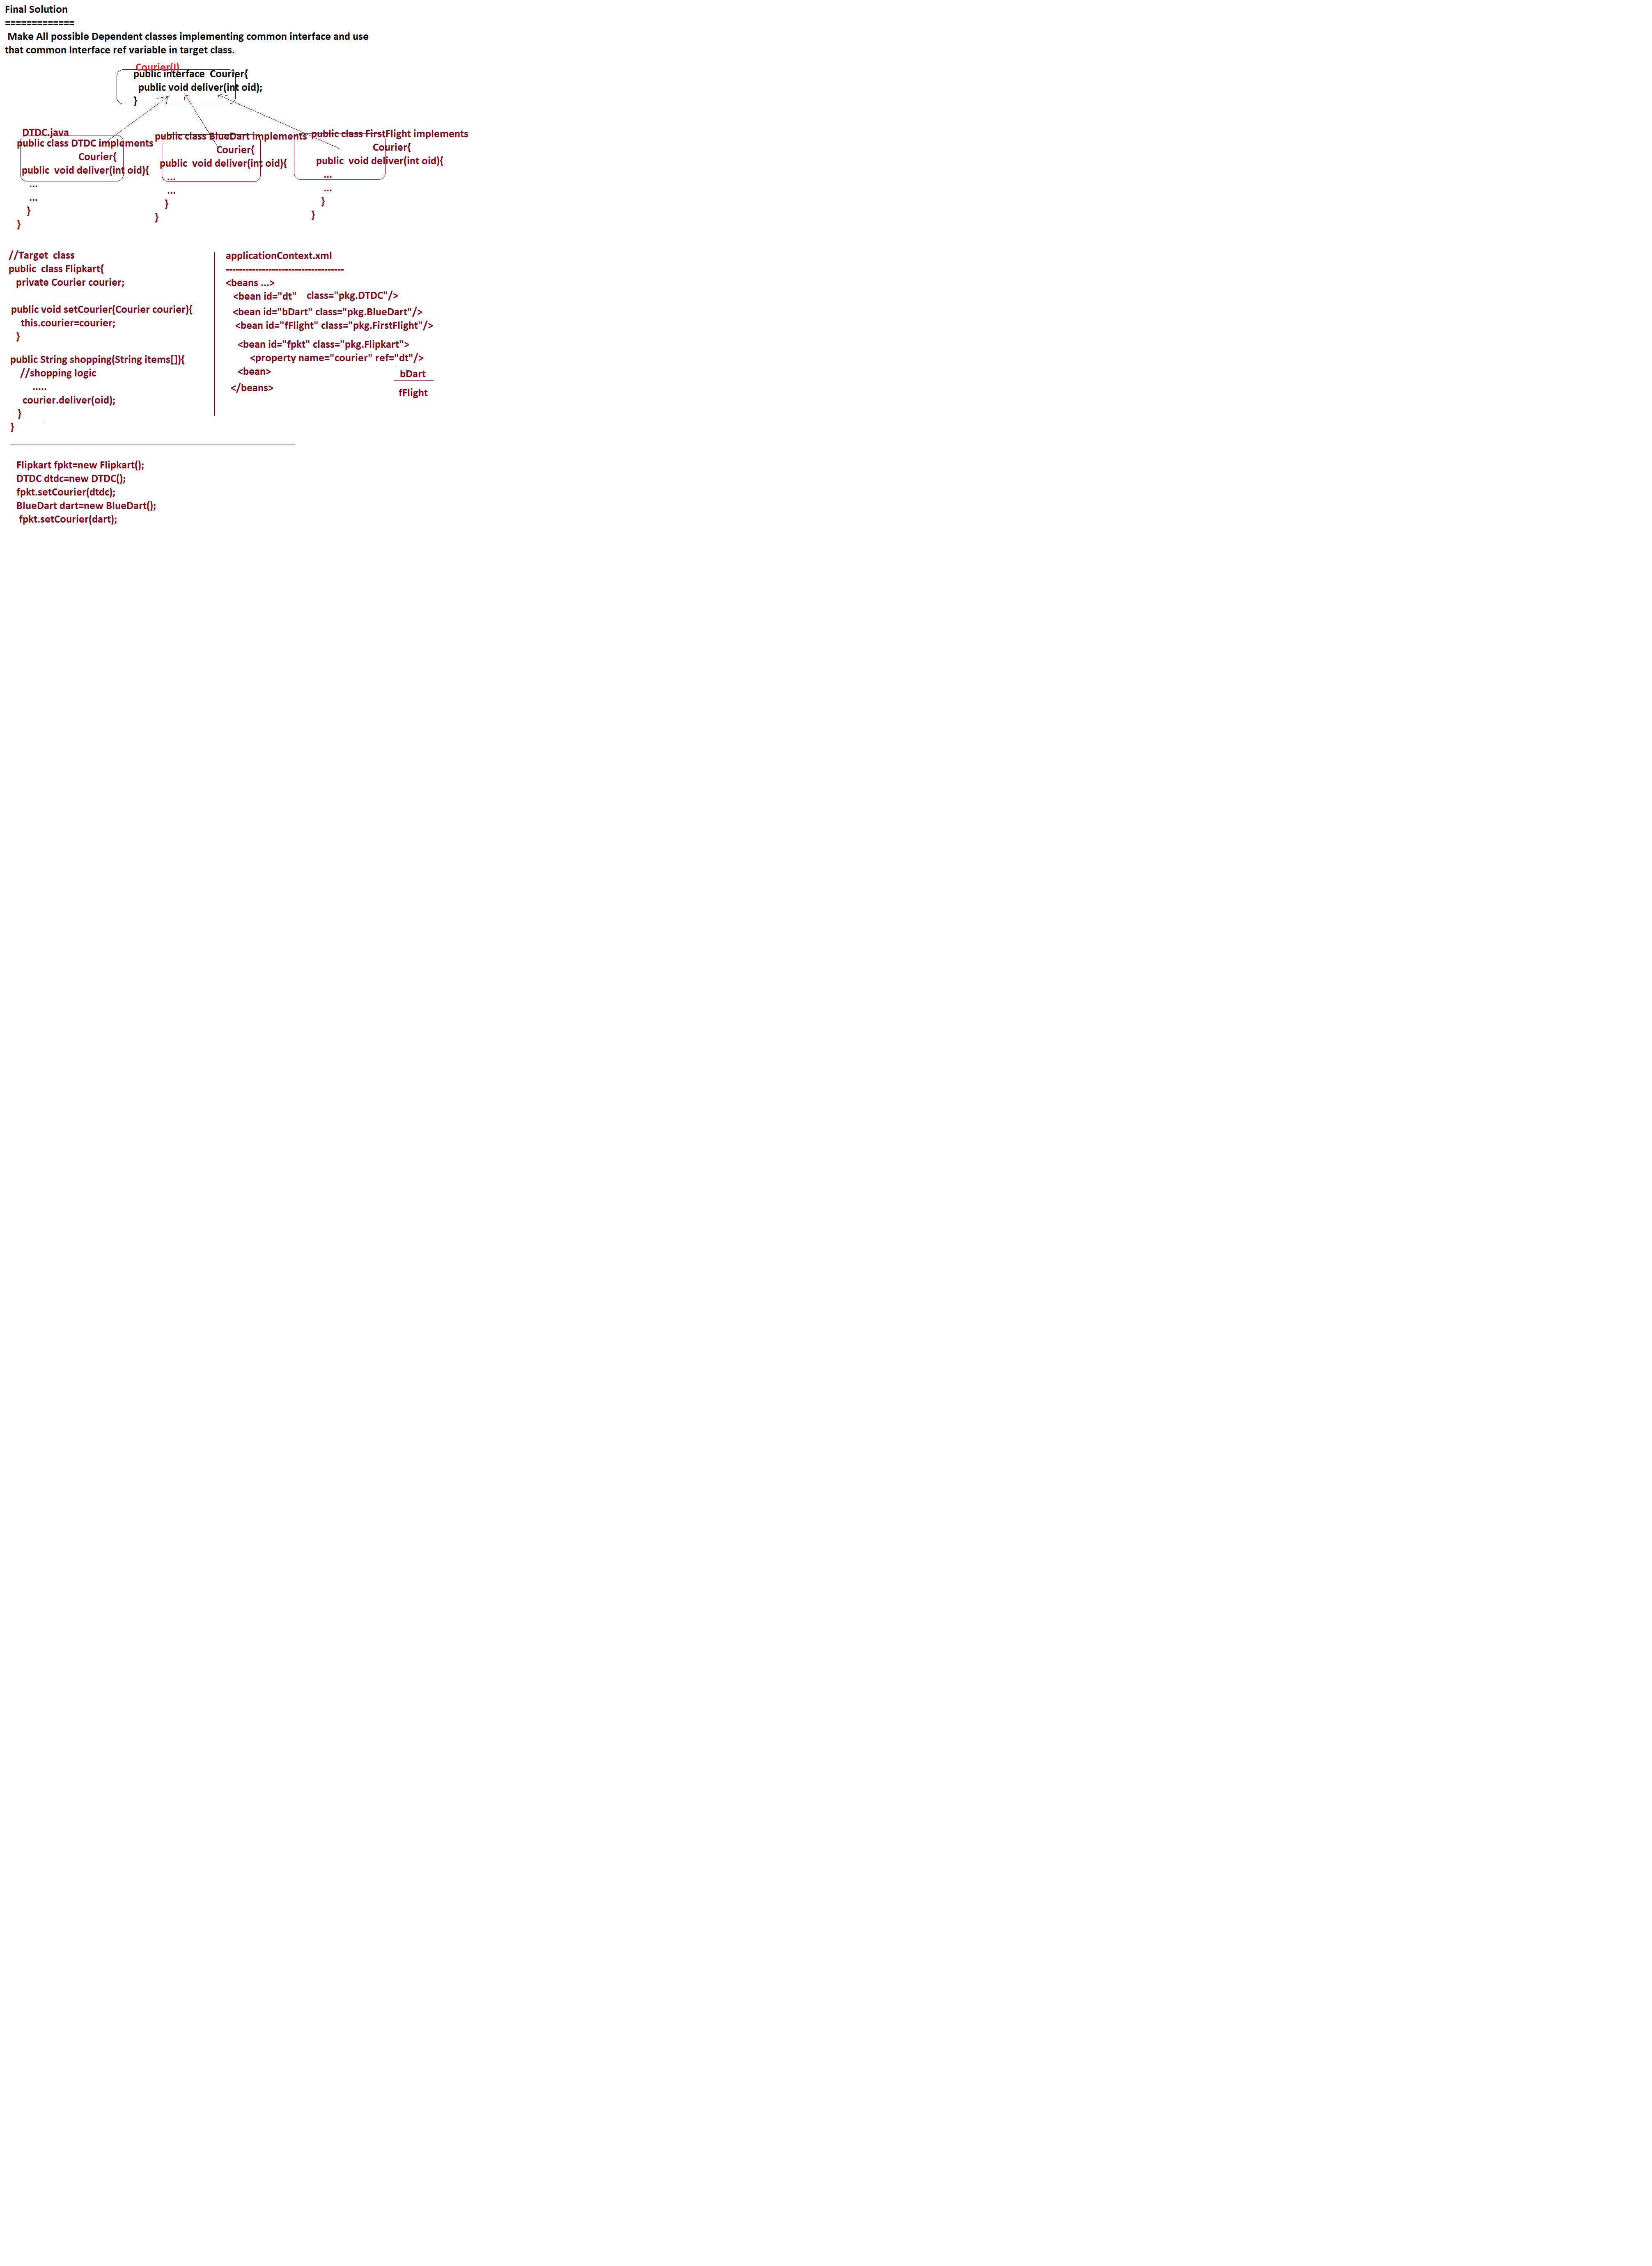 Final Solution
=============
Make All possible Dependent classes implementing common interface and use
that common Interface ref variable in target class.
Courier(I)
public interface  Courier{
public void deliver(int oid);
}
DTDC.java
public class DTDC implements
Courier{
public  void deliver(int oid){
...
...
}
}
public class BlueDart implements
Courier{
public  void deliver(int oid){
...
...
}
}
public class FirstFlight implements
Courier{
public  void deliver(int oid){
...
...
}
}
//Target  class
public  class Flipkart{
private Courier courier;
public void setCourier(Courier courier){
this.courier=courier;
}
public String shopping(String items[]){
//shopping logic
.....
courier.deliver(oid);
}
}
applicationContext.xml
------------------------------------
<beans ...>
<bean id="dt"    class="pkg.DTDC"/>
<bean id="bDart" class="pkg.BlueDart"/>
<bean id="fFlight" class="pkg.FirstFlight"/>
<bean id="fpkt" class="pkg.Flipkart">
<property name="courier" ref="dt"/>
<bean>
bDart
</beans>
fFlight
Flipkart fpkt=new Flipkart();
DTDC dtdc=new DTDC();
fpkt.setCourier(dtdc);
BlueDart dart=new BlueDart();
fpkt.setCourier(dart);